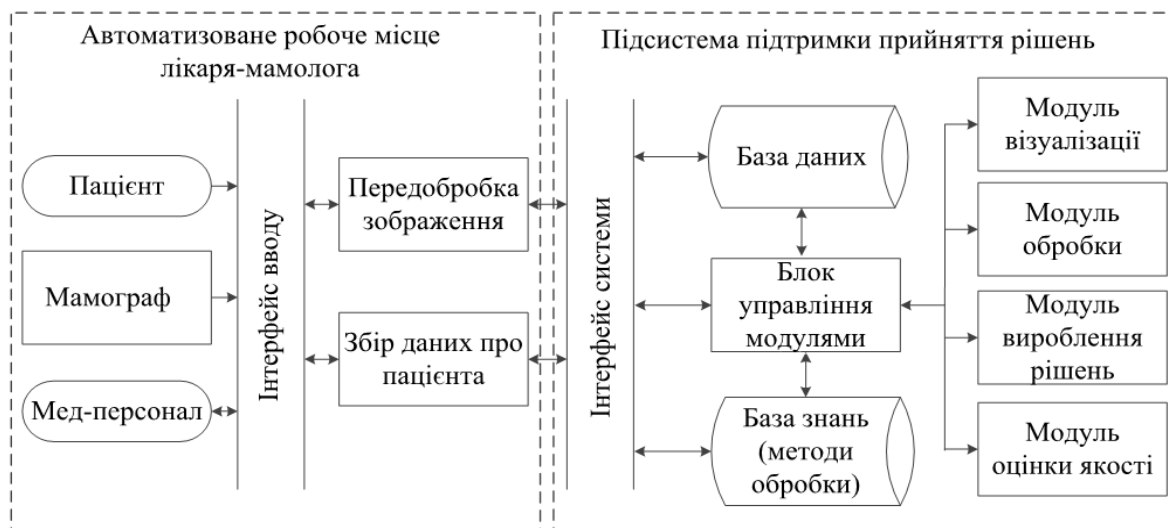 Автоматизоване робоче місце
лікаря-мамолога
Пацієнт
Мамограф
Мед-персонал
Інтерфейс вводу
Передобробка
зображення
Збір даних про
пацієнта
Підсистема підтримки прийняття рішень
Інтерфейс системи
База даних
Блок
управління
модулями
База знань
(методи
обробки)
Модуль
візуалізації
Модуль
обробки
Модуль
вироблення
рішень
Модуль
оцінки якості